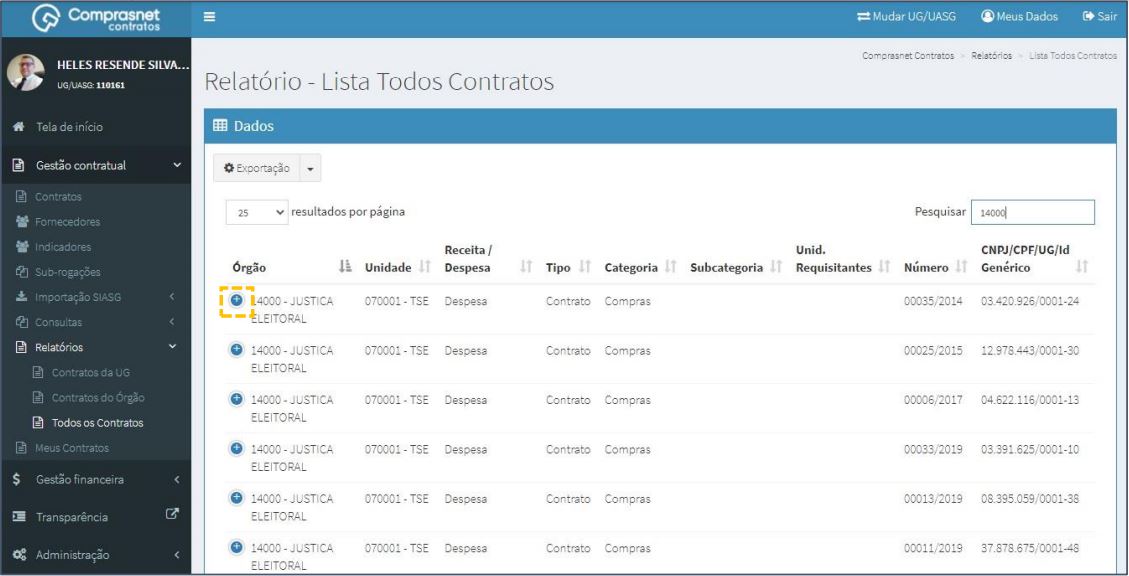 Comprasnet
contratos
Mudar UG/UASG Meus Dados Sair
HELES RESENDE SILVA...
UG/UASG: 110161
Comprasnet Contratos > Relatórios > Lista Todos Contratos
Relatório - Lista Todos Contratos
Tela de início
Gestão contratual
Contratos
Fornecedores
Indicadores
Sub-rogações
Importação SIASG
Consultas
Relatórios
Contratos da UG
Contratos do Órgão
Todos os Contratos
Meus Contratos
Gestão financeira
Transparência
Administração
Dados
Exportação
25 resultados por página
Pesquisar 14000
Órgão Unidade Receita / Despesa Tipo Categoria Subcategoria Unid. Requisitantes Número CNPJ/CPF/UG/Id Genérico
14000 - JUSTICA 070001 - TSE Despesa Contrato Compras 00035/2014 03.420.926/0001-24
ELEITORAL
14000 - JUSTICA 070001 - TSE Despesa Contrato Compras 00025/2015 12.978.443/0001-30
ELEITORAL
14000 - JUSTICA 070001 - TSE Despesa Contrato Compras 00006/2017 04.622.116/0001-13
ELEITORAL
14000 - JUSTICA 070001 - TSE Despesa Contrato Compras 00033/2019 03.391.625/0001-10
ELEITORAL
14000 - JUSTICA 070001 - TSE Despesa Contrato Compras 00013/2019 08.395.059/0001-38
ELEITORAL
14000 - JUSTICA 070001 - TSE Despesa Contrato Compras 00011/2019 37.878.675/0001-48
ELEITORAL